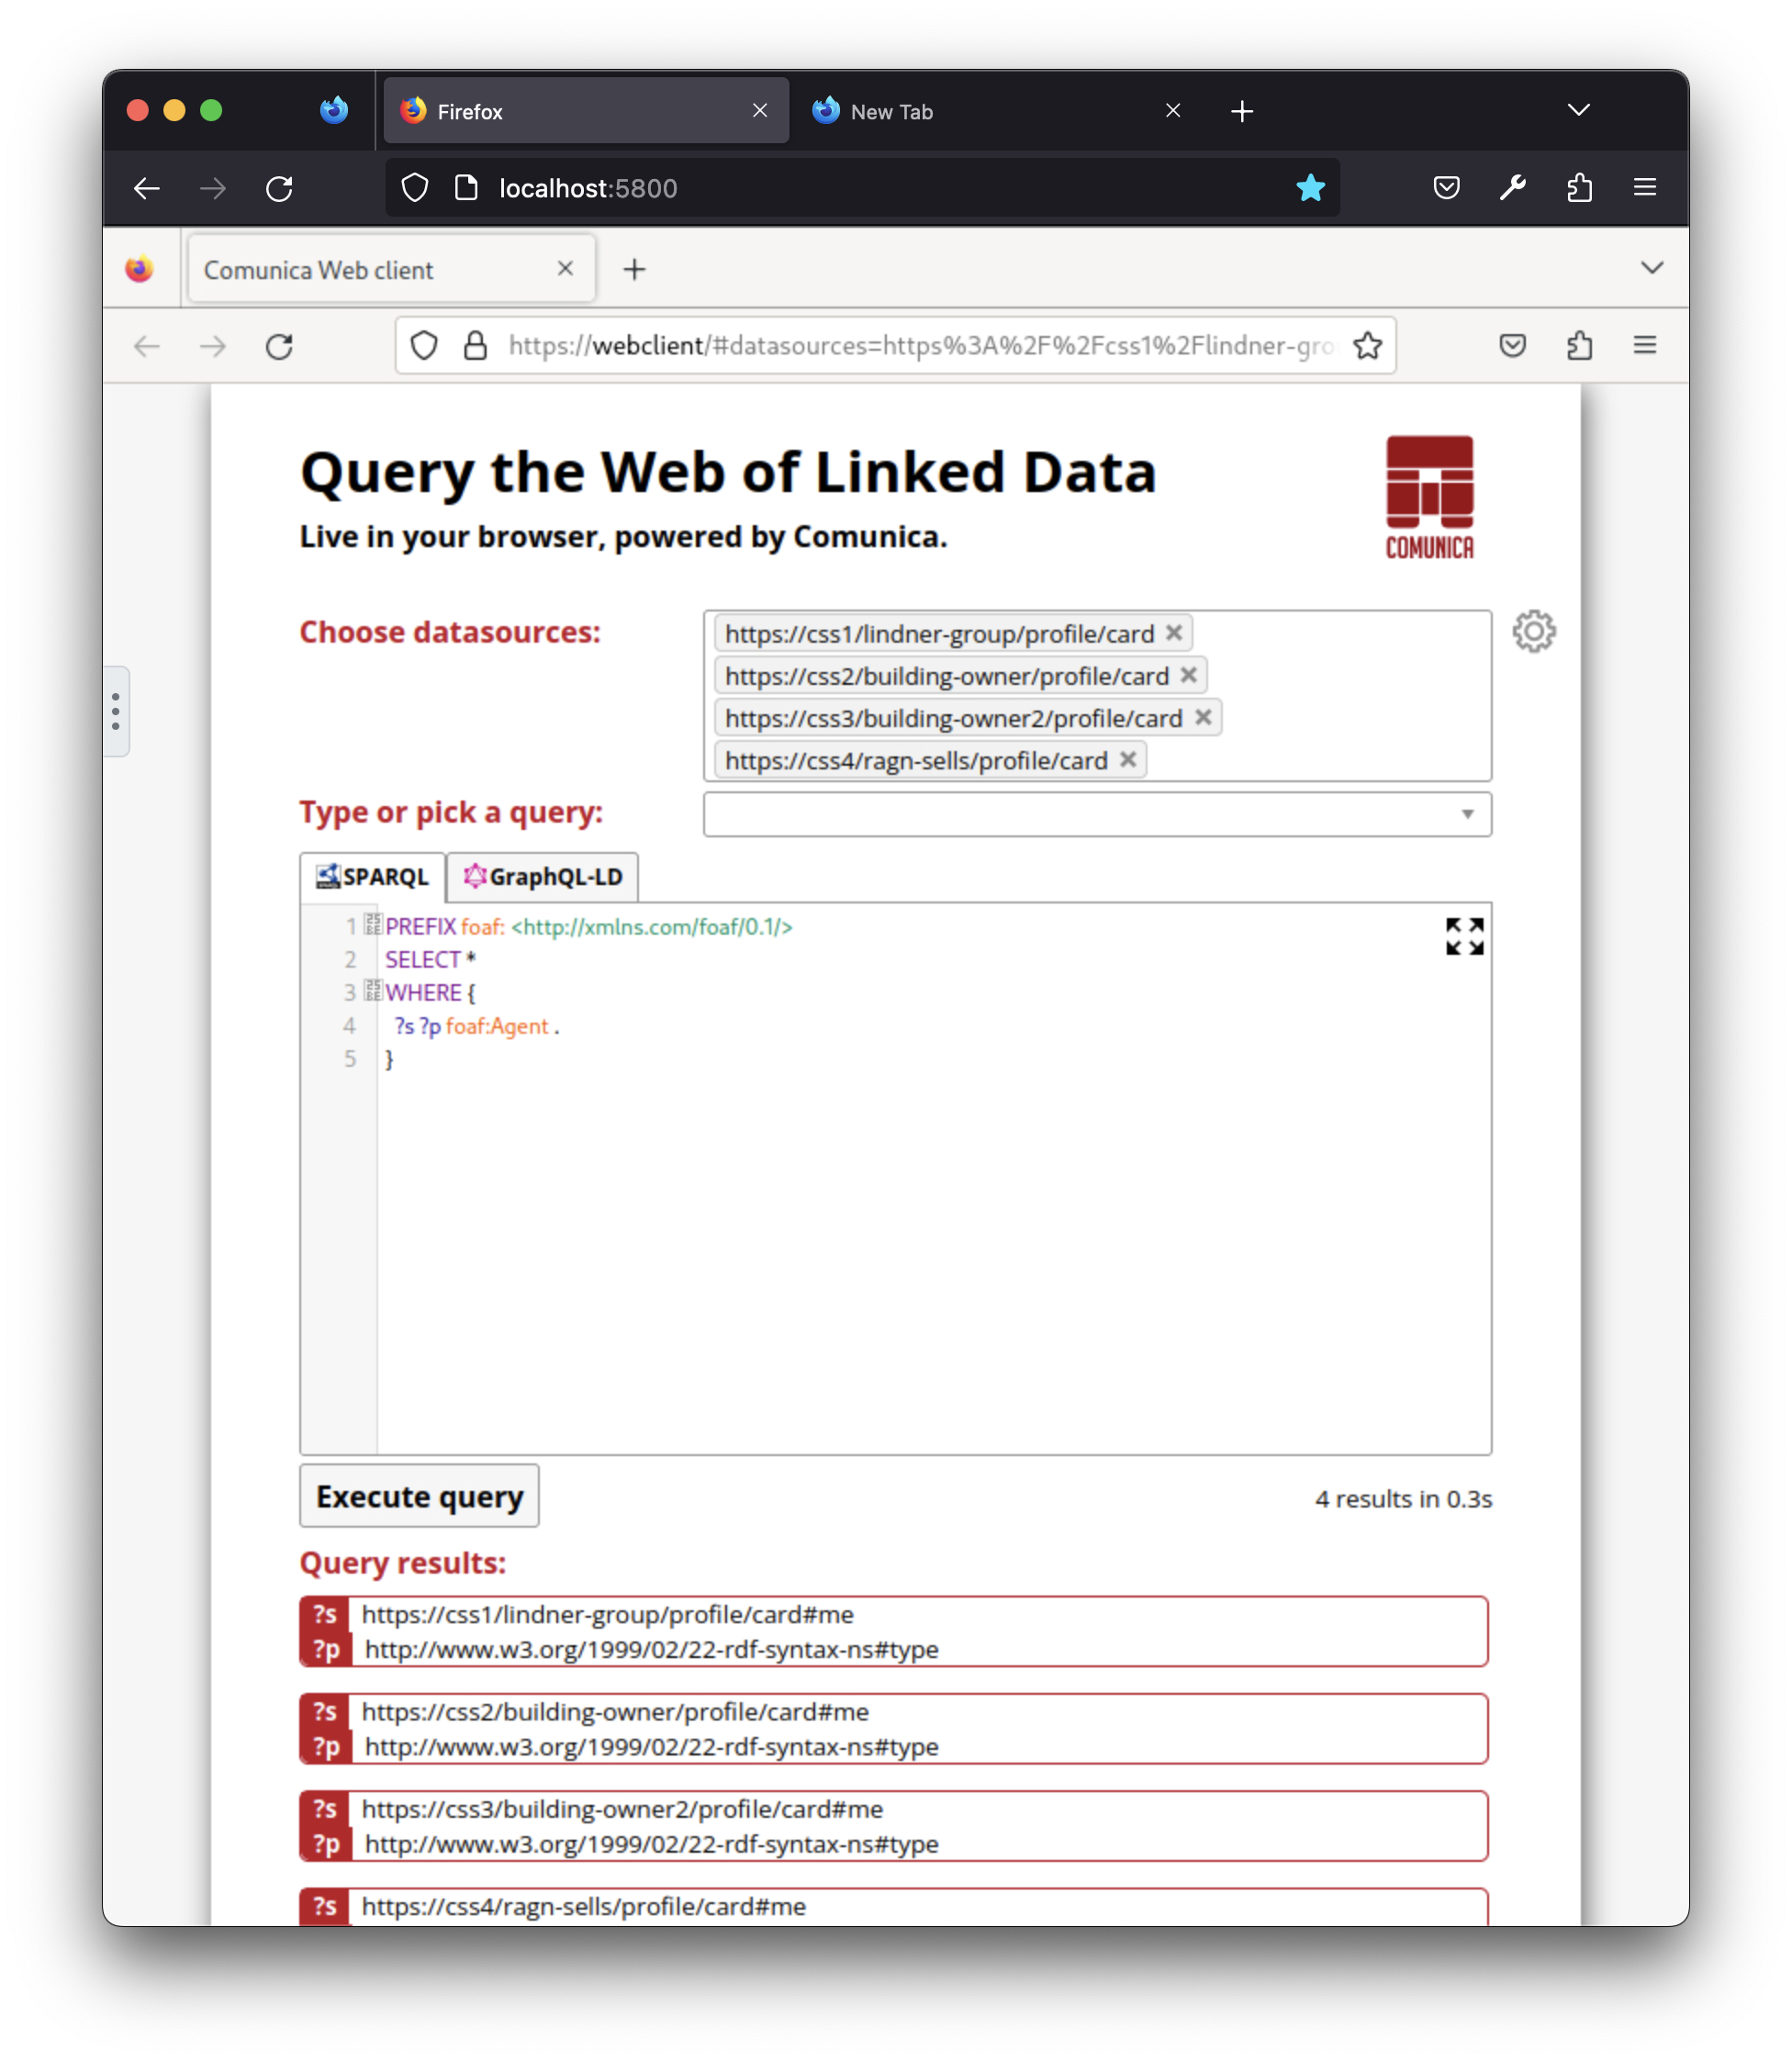 Firefox
New Tab
localhost:5800
Comunica Web client
https://webclient/#datasources=https%3A%2F%2Fcss1%2Flindner-gro
Query the Web of Linked Data
Live in your browser, powered by Comunica.
COMUNICA
Choose datasources:
https://css1/lindner-group/profile/card
https://css2/building-owner/profile/card
https://css3/building-owner2/profile/card
https://css4/ragn-sells/profile/card
Type or pick a query:
SPARQL GraphQL-LD
1 PREFIX foaf: <http://xmlns.com/foaf/0.1/>
2 SELECT *
3 WHERE {
4 ?s ?p foaf:Agent .
5 }
Execute query
4 results in 0.3s
Query results:
?s https://css1/lindner-group/profile/card#me
?p http://www.w3.org/1999/02/22-rdf-syntax-ns#type
?s https://css2/building-owner/profile/card#me
?p http://www.w3.org/1999/02/22-rdf-syntax-ns#type
?s https://css3/building-owner2/profile/card#me
?p http://www.w3.org/1999/02/22-rdf-syntax-ns#type
?s https://css4/ragn-sells/profile/card#me